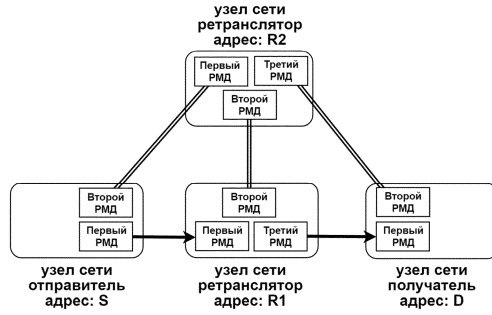 узел сети
ретранслятор
адрес: R2
Первый
РМД
Третий
РМД
Второй
РМД
Второй
РМД
Первый
РМД
Второй
РМД
Первый
РМД
Третий
РМД
Второй
РМД
Первый
РМД
узел сети
отправитель
адрес: S
узел сети
ретранслятор
адрес: R1
узел сети
получатель
адрес: D